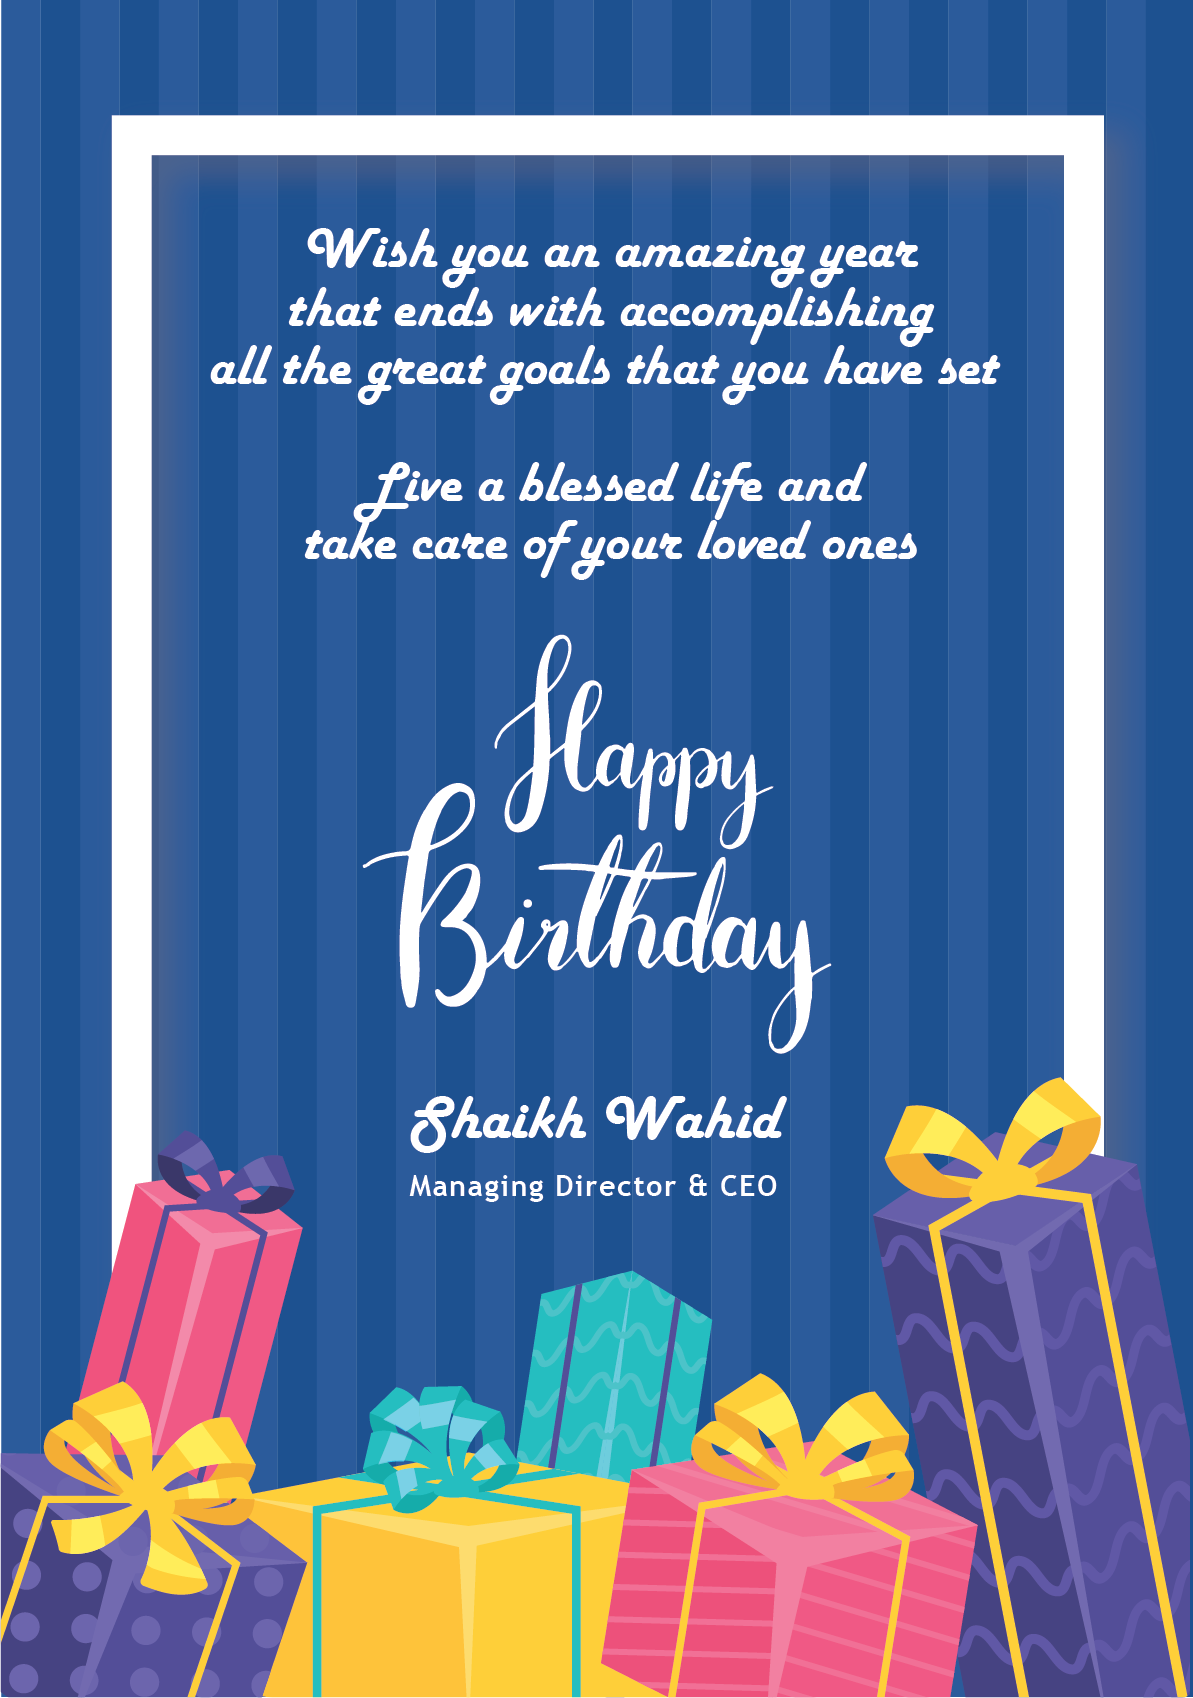 Wish you an amazing year
that ends with accomplishing
all the great goals that you have set
Live a blessed life and
take care of your loved ones
Happy
Birthday
Shaikh Wahid
Managing Director & CEO